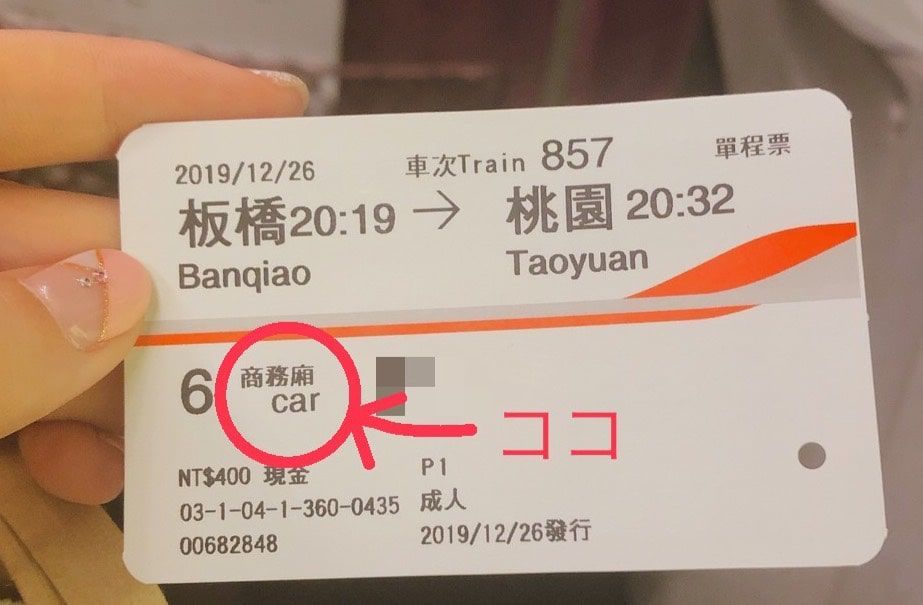 2019/12/26 車次Train 857 單程票
板橋20:19 → 桃園 20:32
Banqiao Taoyuan
6 商務廂
car
ココ
NT$400 現金 P1
03-1-04-1-360-0435 成人
00682848 2019/12/26發行